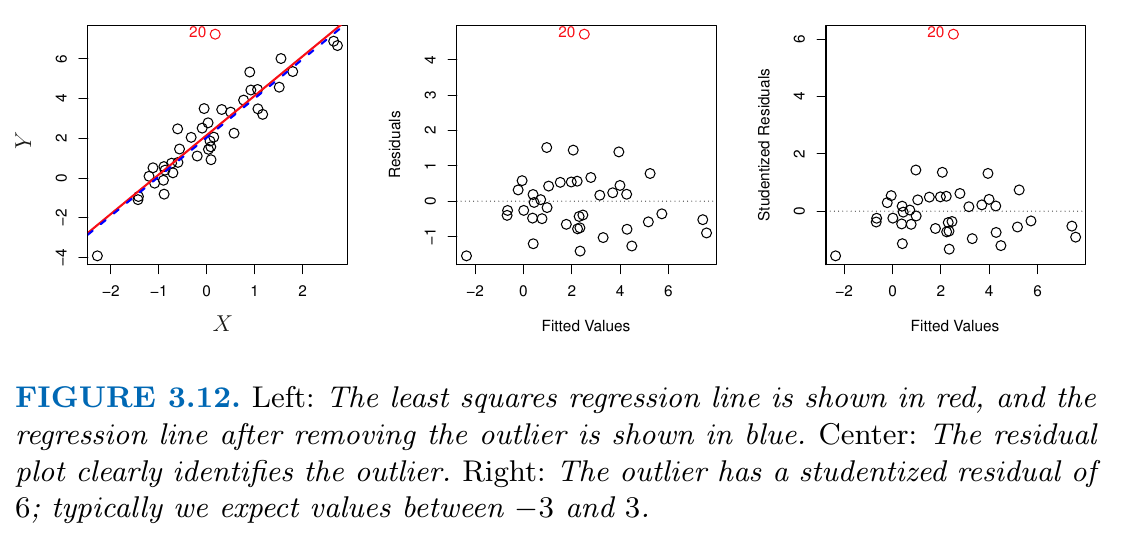 20
6
4
2
0
−2
−4
Y
−2 −1 0 1 2
X
20
4
3
2
1
0
−1
Residuals
−2 0 2 4 6
Fitted Values
20
6
4
2
0
Studentized Residuals
−2 0 2 4 6
Fitted Values
FIGURE 3.12. Left: The least squares regression line is shown in red, and the
regression line after removing the outlier is shown in blue. Center: The residual
plot clearly identifies the outlier. Right: The outlier has a studentized residual of
6; typically we expect values between −3 and 3.